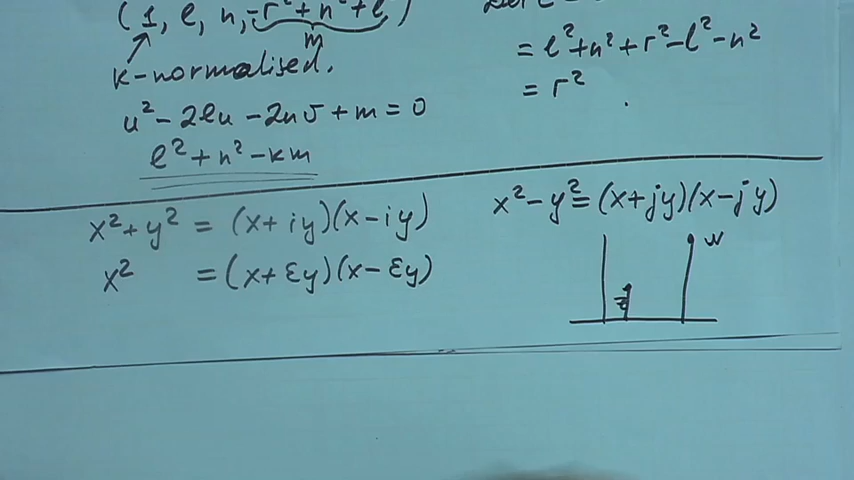 (1, l, n, -r²+n²+l )
m
k-normalised.
u² - 2lu - 2nv + m = 0
l² + n² - km
= l² + n² + r² - l² - n²
= r²
x² + y² = (x + iy)(x - iy)
x² = (x + εy)(x - εy)
x² - y² = (x + jy)(x - jy)
w